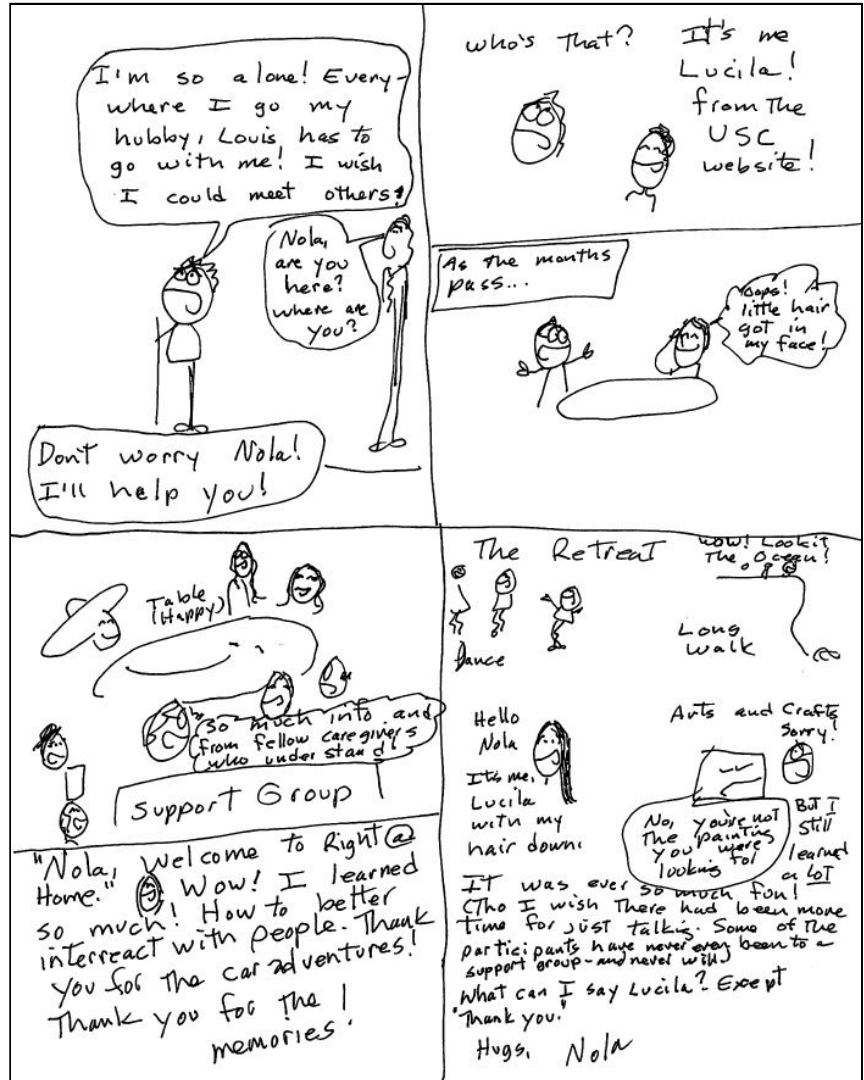 I'm so alone! Every-
where I go my
hubby, Louis has to
go with me! I wish
I could meet others!
Nola,
are you
here?
where are
you?
Don't worry Nola!
I'll help you!
who's that?
It's me
Lucila!
from the
USC
website!
As the months
pass...
Oops! A
little hair
got in
my face!
Table
(Happy)
So much info and
from fellow caregivers
who understand!
Support Group
The Retreat
Dance
Wow! Lookit
The Ocean!
Long
walk
Hello
Nola
It's me,
Lucila
with my
hair down.
Arts and Crafts
Sorry!
No, you're not
the painting
you were
looking for
But I
still
learned
a LOT
It was ever so much fun!
(Tho I wish there had been more
time for just talking. Some of the
participants have never even been to a
support group-and never will)
What can I say Lucila? Except
"Thank you."
Hugs, Nola
"Nola, Welcome to Right@
Home." Wow! I learned
so much! How to better
interreact with people. Thank
you for the car adventures!
Thank you for the
memories!